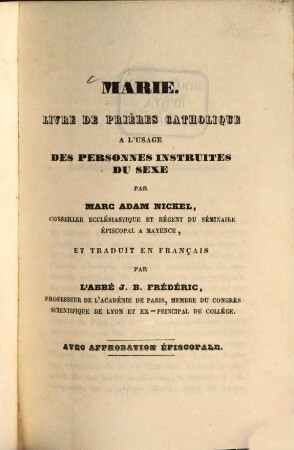 MARIE.
LIVRE DE PRIÈRES CATHOLIQUE
A L'USAGE
DES PERSONNES INSTRUITES
DU SEXE
PAR
MARC ADAM NICKEL,
CONSEILLER ECCLÉSIASTIQUE ET RÉGENT DU SÉMINAIRE
ÉPISCOPAL A MAYENCE,
ET TRADUIT EN FRANÇAIS
PAR
L'ABBÉ J. B. FRÉDÉRIC,
PROFESSEUR DE L'ACADÉMIE DE PARIS, MEMBRE DU CONGRÈS
SCIENTIFIQUE DE LYON ET EX-PRINCIPAL DE COLLÉGE.
AVEC APPROBATION ÉPISCOPALE.